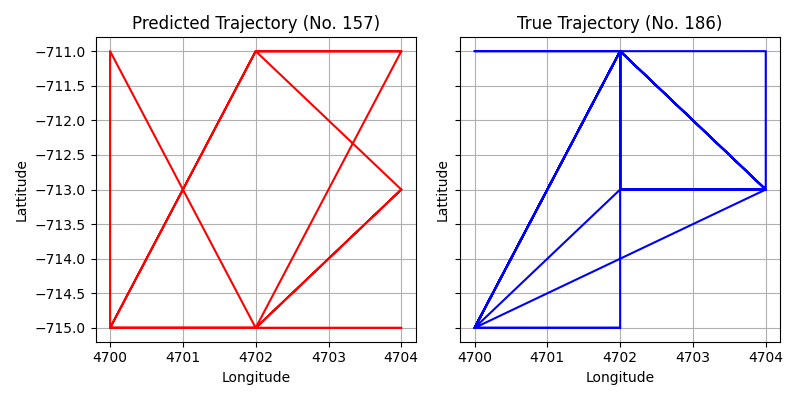 Predicted Trajectory (No. 157)
True Trajectory (No. 186)
−711.0
−711.5
−712.0
−712.5
−713.0
−713.5
−714.0
−714.5
−715.0
Lattitude
Lattitude
4700 4701 4702 4703 4704
4700 4701 4702 4703 4704
Longitude
Longitude